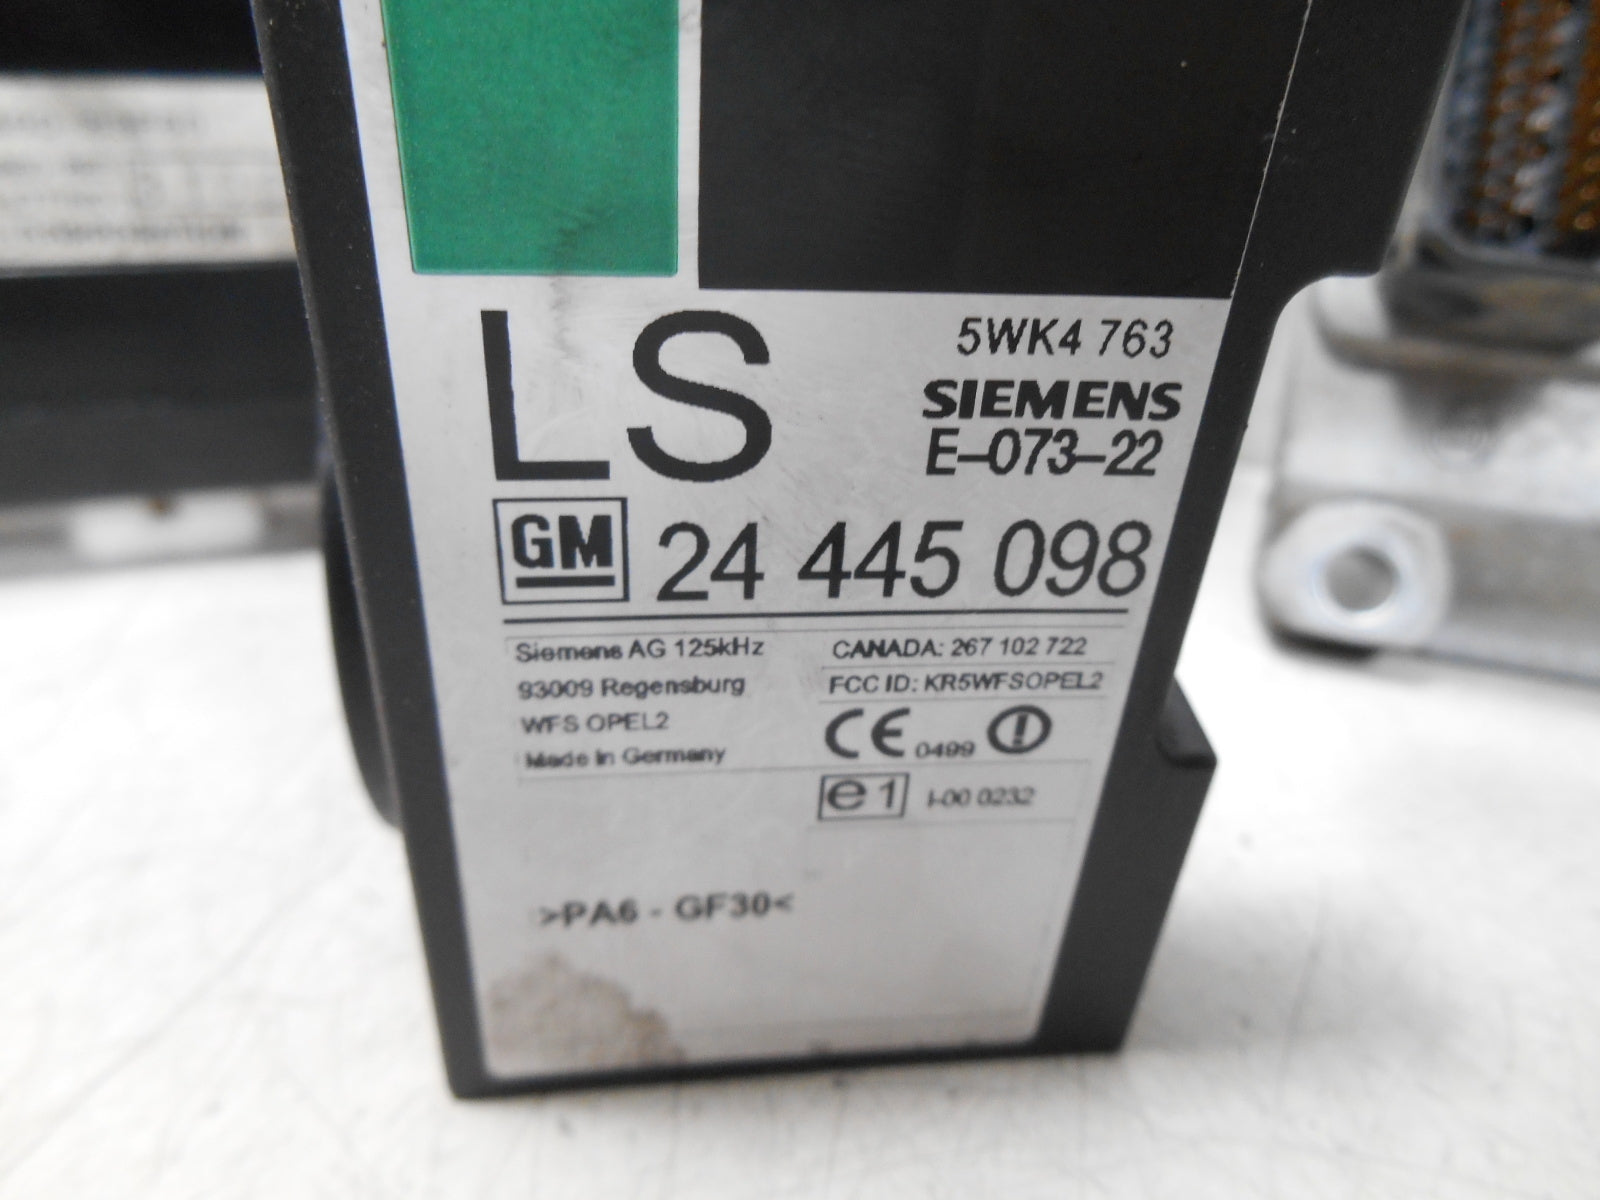 LS
5WK4 763
SIEMENS
E-073-22
GM 24 445 098
Siemens AG 125kHz
93009 Regensburg
WFS OPEL2
Made in Germany
CANADA: 267 102 722
FCC ID: KR5WFSOPEL2
CE 0499
e1 I-00 0232
>PA6 - GF30<